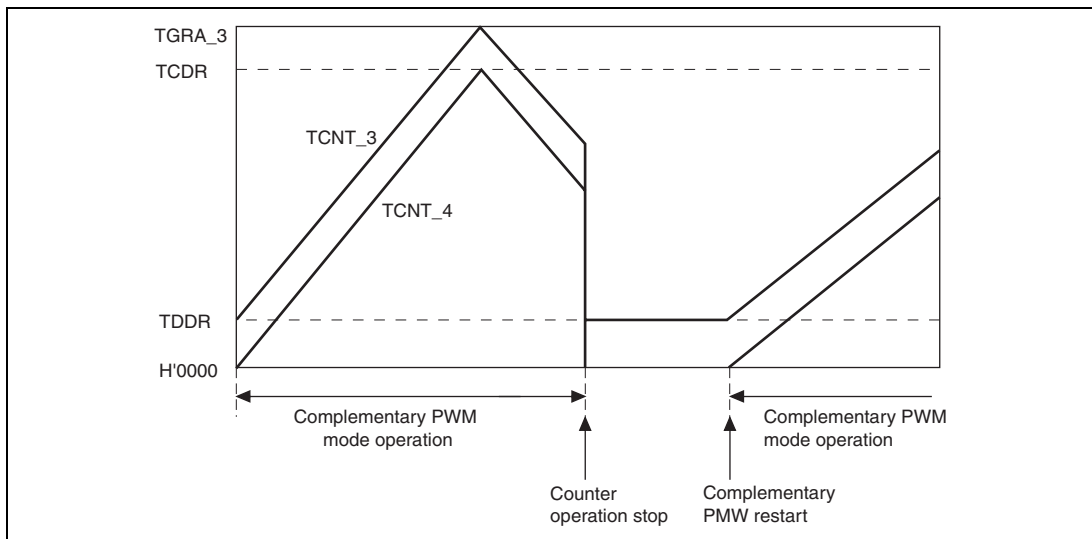 TGRA_3
TCDR
TCNT_3
TCNT_4
TDDR
H'0000
Complementary PWM
mode operation
Complementary PWM
mode operation
Counter
operation stop
Complementary
PMW restart